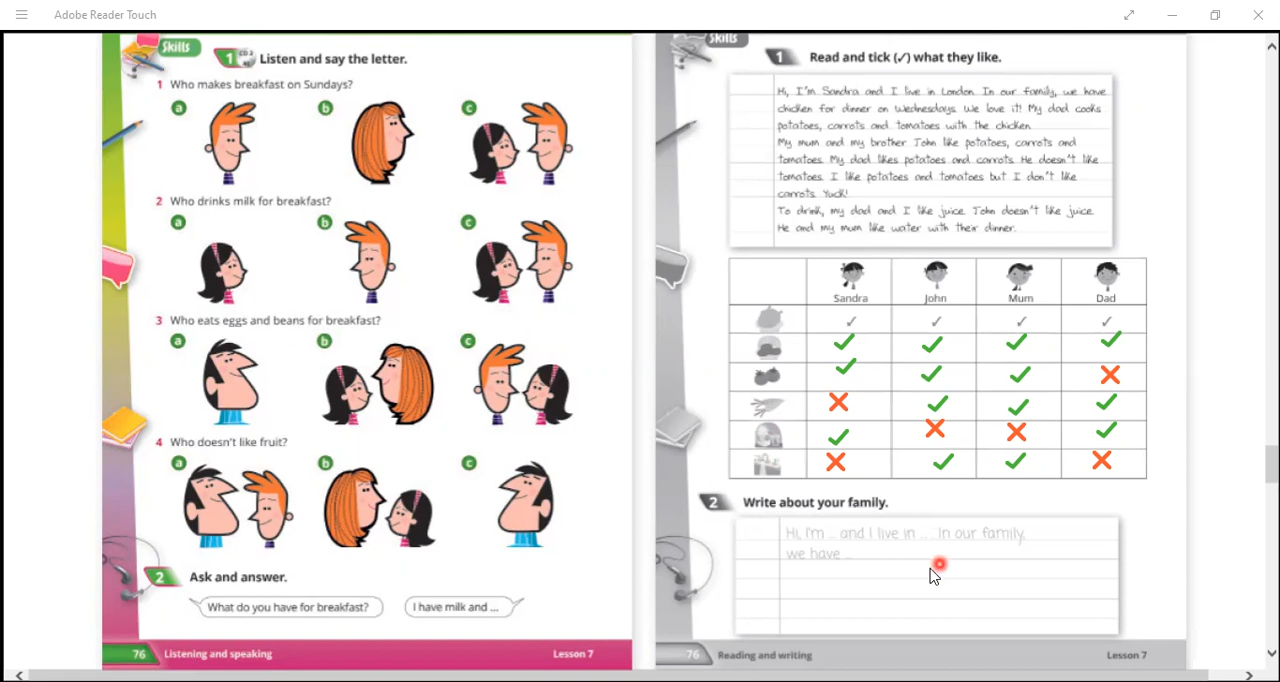 Adobe Reader Touch
Skills
1 CD 3 Listen and say the letter.
1 Who makes breakfast on Sundays?
a b c
2 Who drinks milk for breakfast?
a b c
3 Who eats eggs and beans for breakfast?
a b c
4 Who doesn't like fruit?
a b c
2 Ask and answer.
What do you have for breakfast?
I have milk and ...
76 Listening and speaking Lesson 7
Skills
1 Read and tick (✓) what they like.
Hi, I'm Sandra and I live in London. In our family, we have
chicken for dinner on Wednesdays. We love it! My dad cooks
potatoes, carrots and tomatoes with the chicken.
My mum and my brother John like potatoes, carrots and
tomatoes. My dad likes potatoes and carrots. He doesn't like
tomatoes. I like potatoes and tomatoes but I don't like
carrots. Yuck!
To drink, my dad and I like juice. John doesn't like juice.
He and my mum like water with their dinner.
Sandra John Mum Dad
2 Write about your family.
Hi, I'm ... and I live in .... In our family,
we have ...
76 Reading and writing Lesson 7